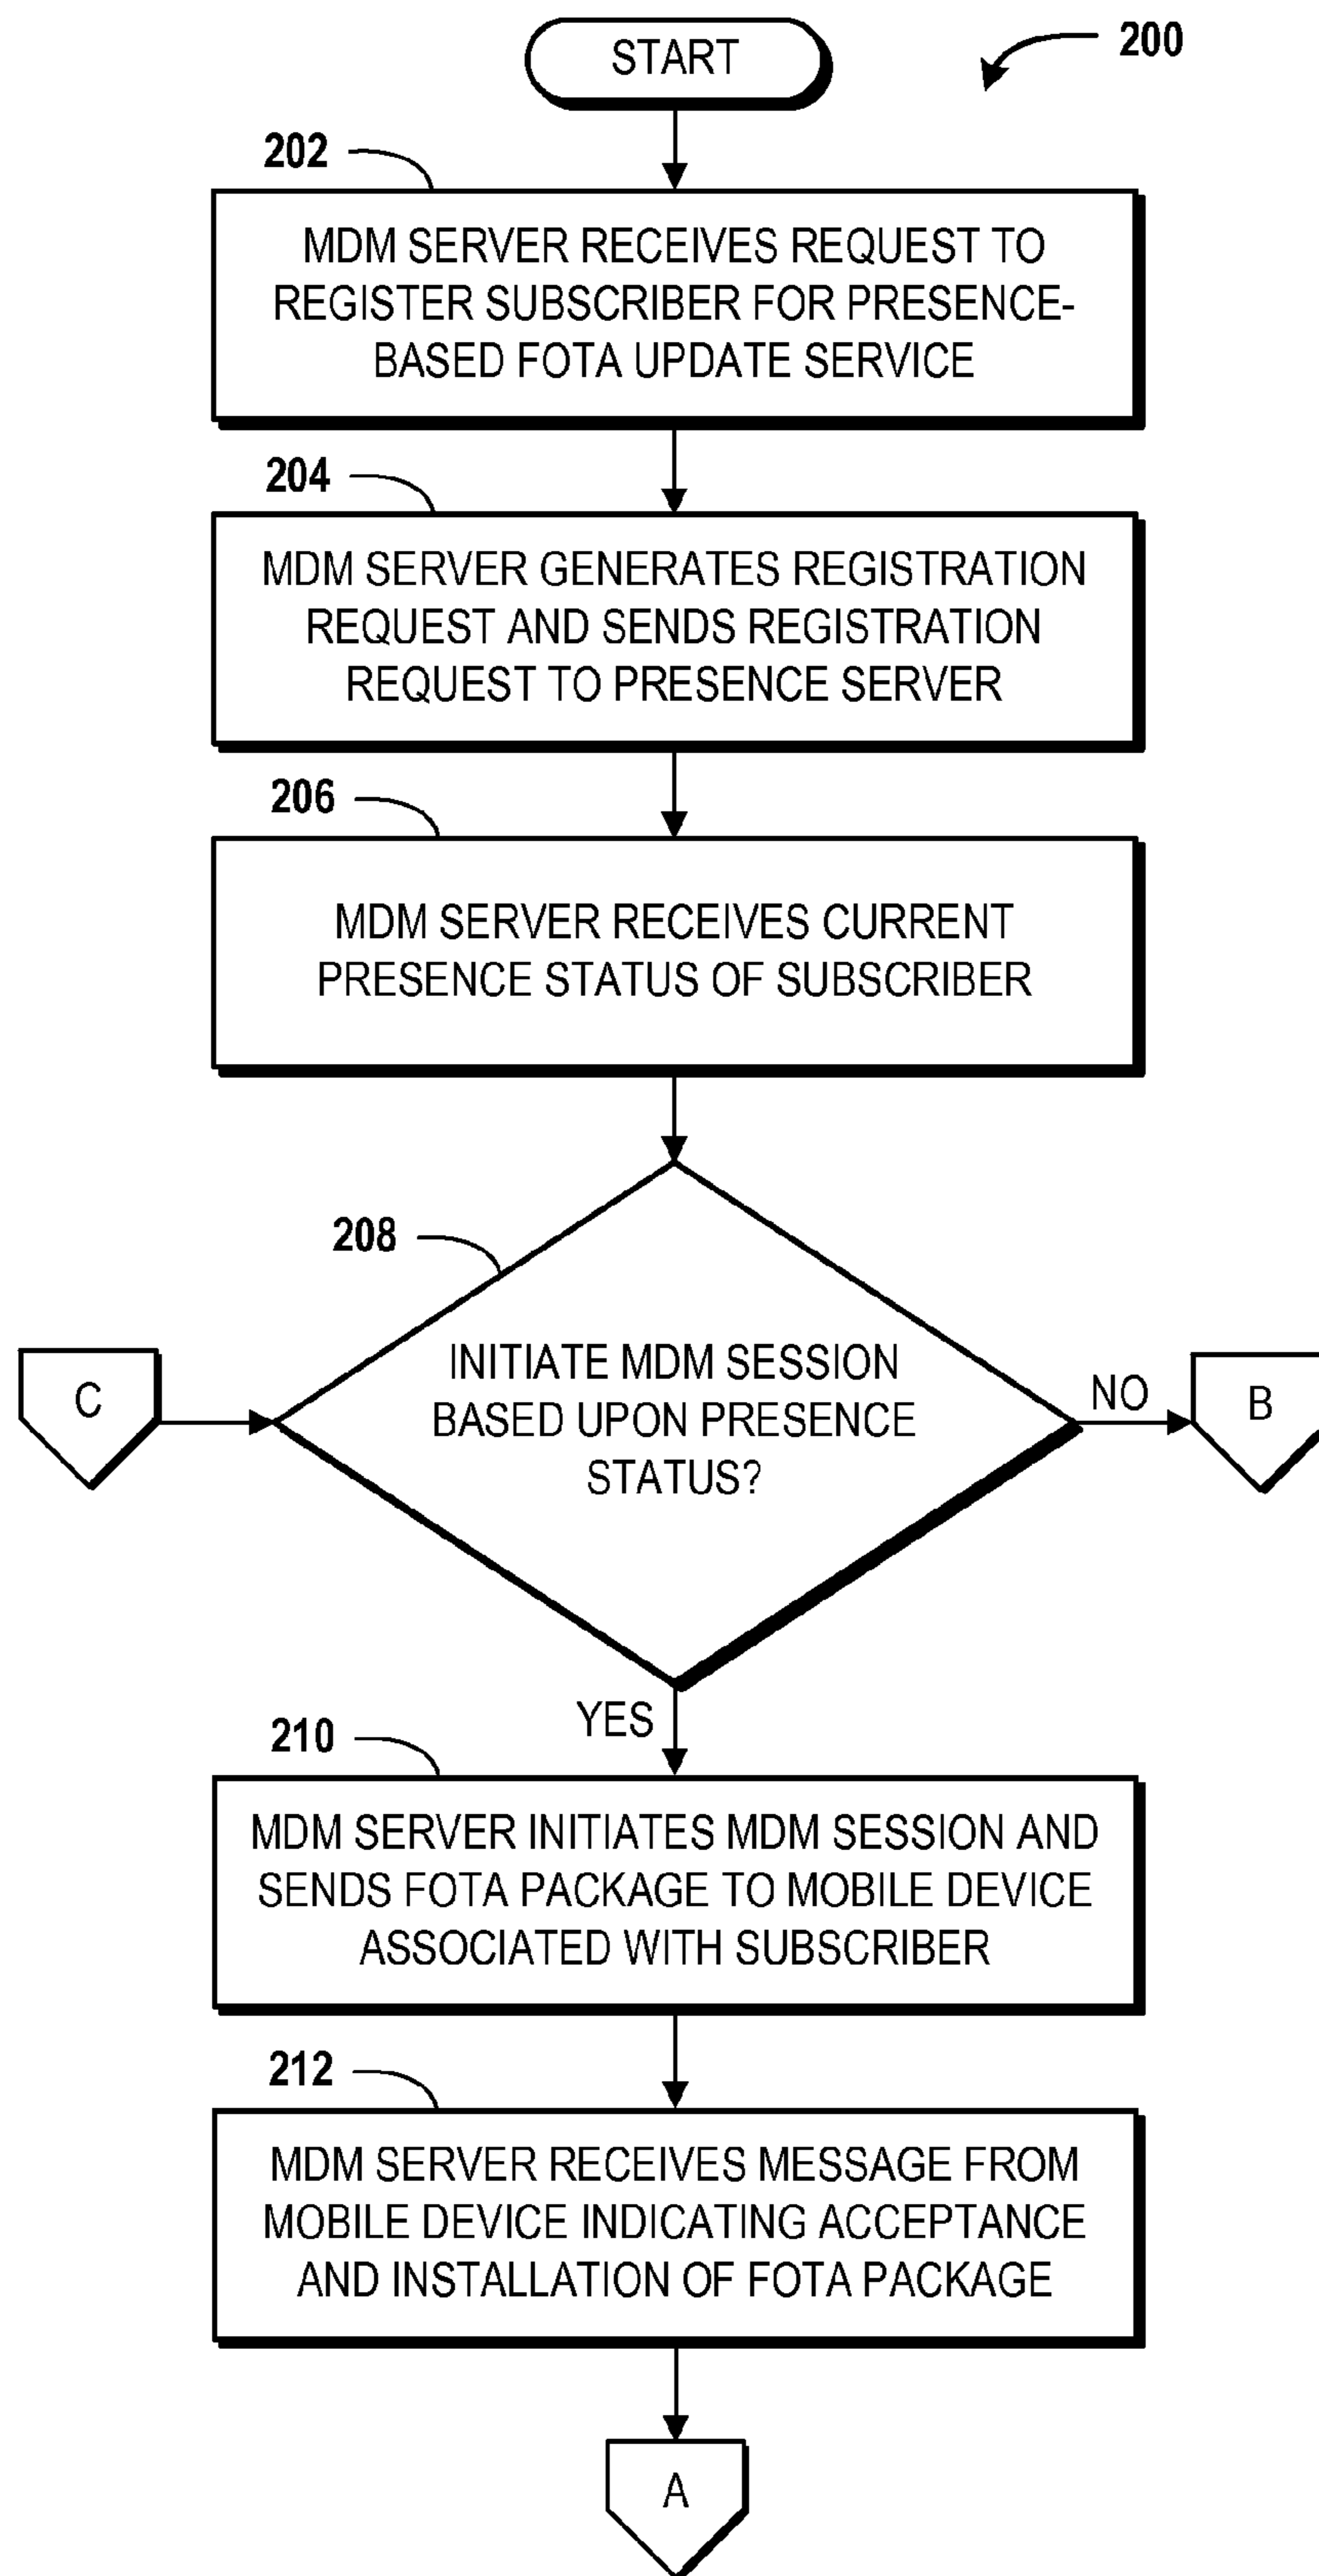 START
200
202
MDM SERVER RECEIVES REQUEST TO
REGISTER SUBSCRIBER FOR PRESENCE-
BASED FOTA UPDATE SERVICE
204
MDM SERVER GENERATES REGISTRATION
REQUEST AND SENDS REGISTRATION
REQUEST TO PRESENCE SERVER
206
MDM SERVER RECEIVES CURRENT
PRESENCE STATUS OF SUBSCRIBER
208
INITIATE MDM SESSION
BASED UPON PRESENCE
STATUS?
C
NO
B
YES
210
MDM SERVER INITIATES MDM SESSION AND
SENDS FOTA PACKAGE TO MOBILE DEVICE
ASSOCIATED WITH SUBSCRIBER
212
MDM SERVER RECEIVES MESSAGE FROM
MOBILE DEVICE INDICATING ACCEPTANCE
AND INSTALLATION OF FOTA PACKAGE
A